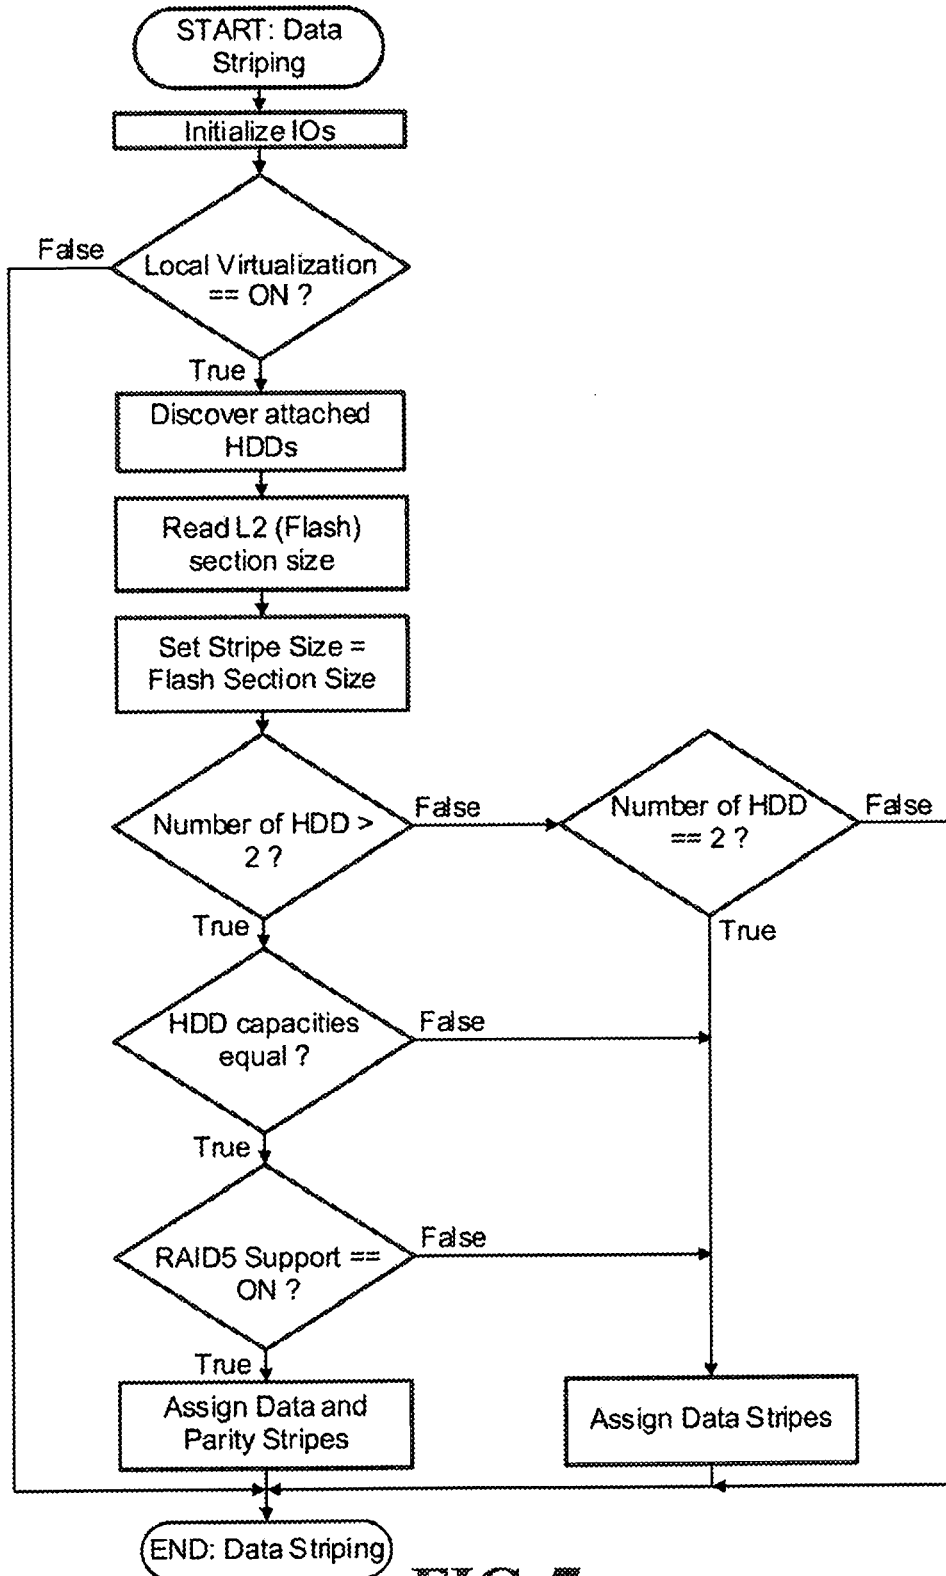 START: Data
Striping
Initialize IOs
False
Local Virtualization
== ON ?
True
Discover attached
HDDs
Read L2 (Flash)
section size
Set Stripe Size =
Flash Section Size
Number of HDD >
2 ?
False
Number of HDD
== 2 ?
False
True
True
HDD capacities
equal ?
False
True
RAID5 Support ==
ON ?
False
True
Assign Data and
Parity Stripes
Assign Data Stripes
END: Data Striping